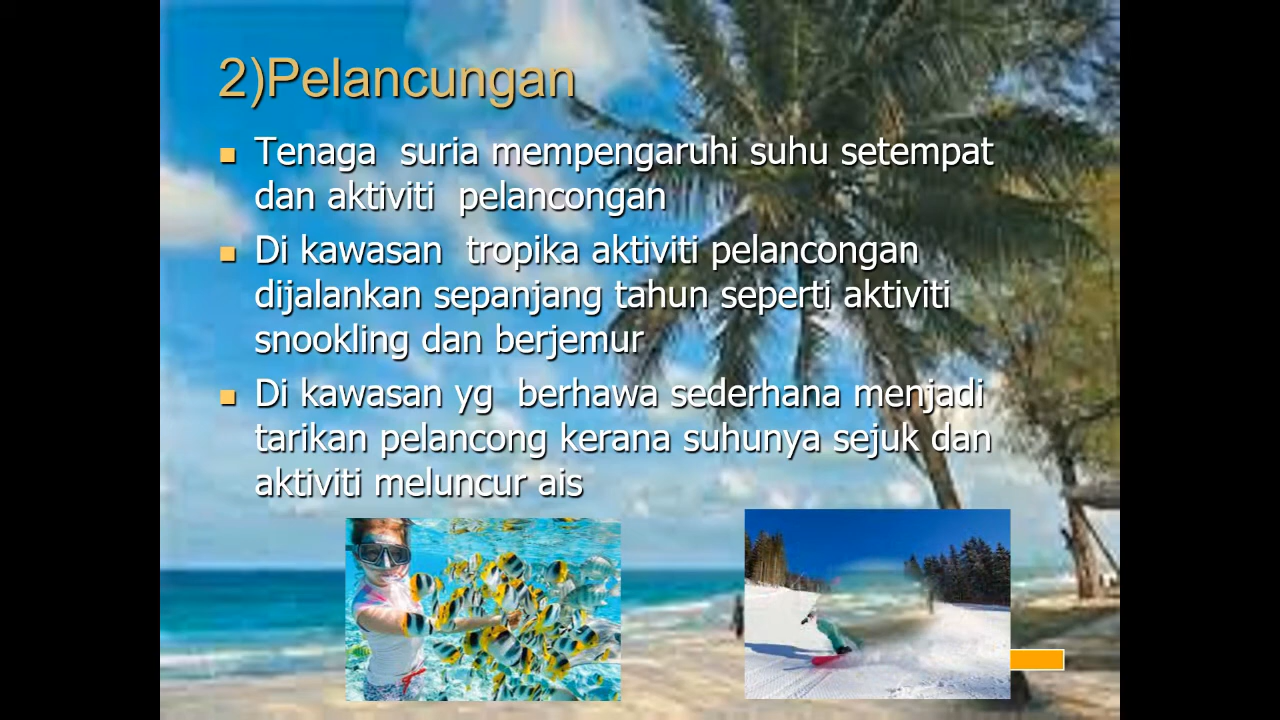 2)Pelancungan
Tenaga suria mempengaruhi suhu setempat
dan aktiviti pelancongan
Di kawasan tropika aktiviti pelancongan
dijalankan sepanjang tahun seperti aktiviti
snookling dan berjemur
Di kawasan yg berhawa sederhana menjadi
tarikan pelancong kerana suhunya sejuk dan
aktiviti meluncur ais